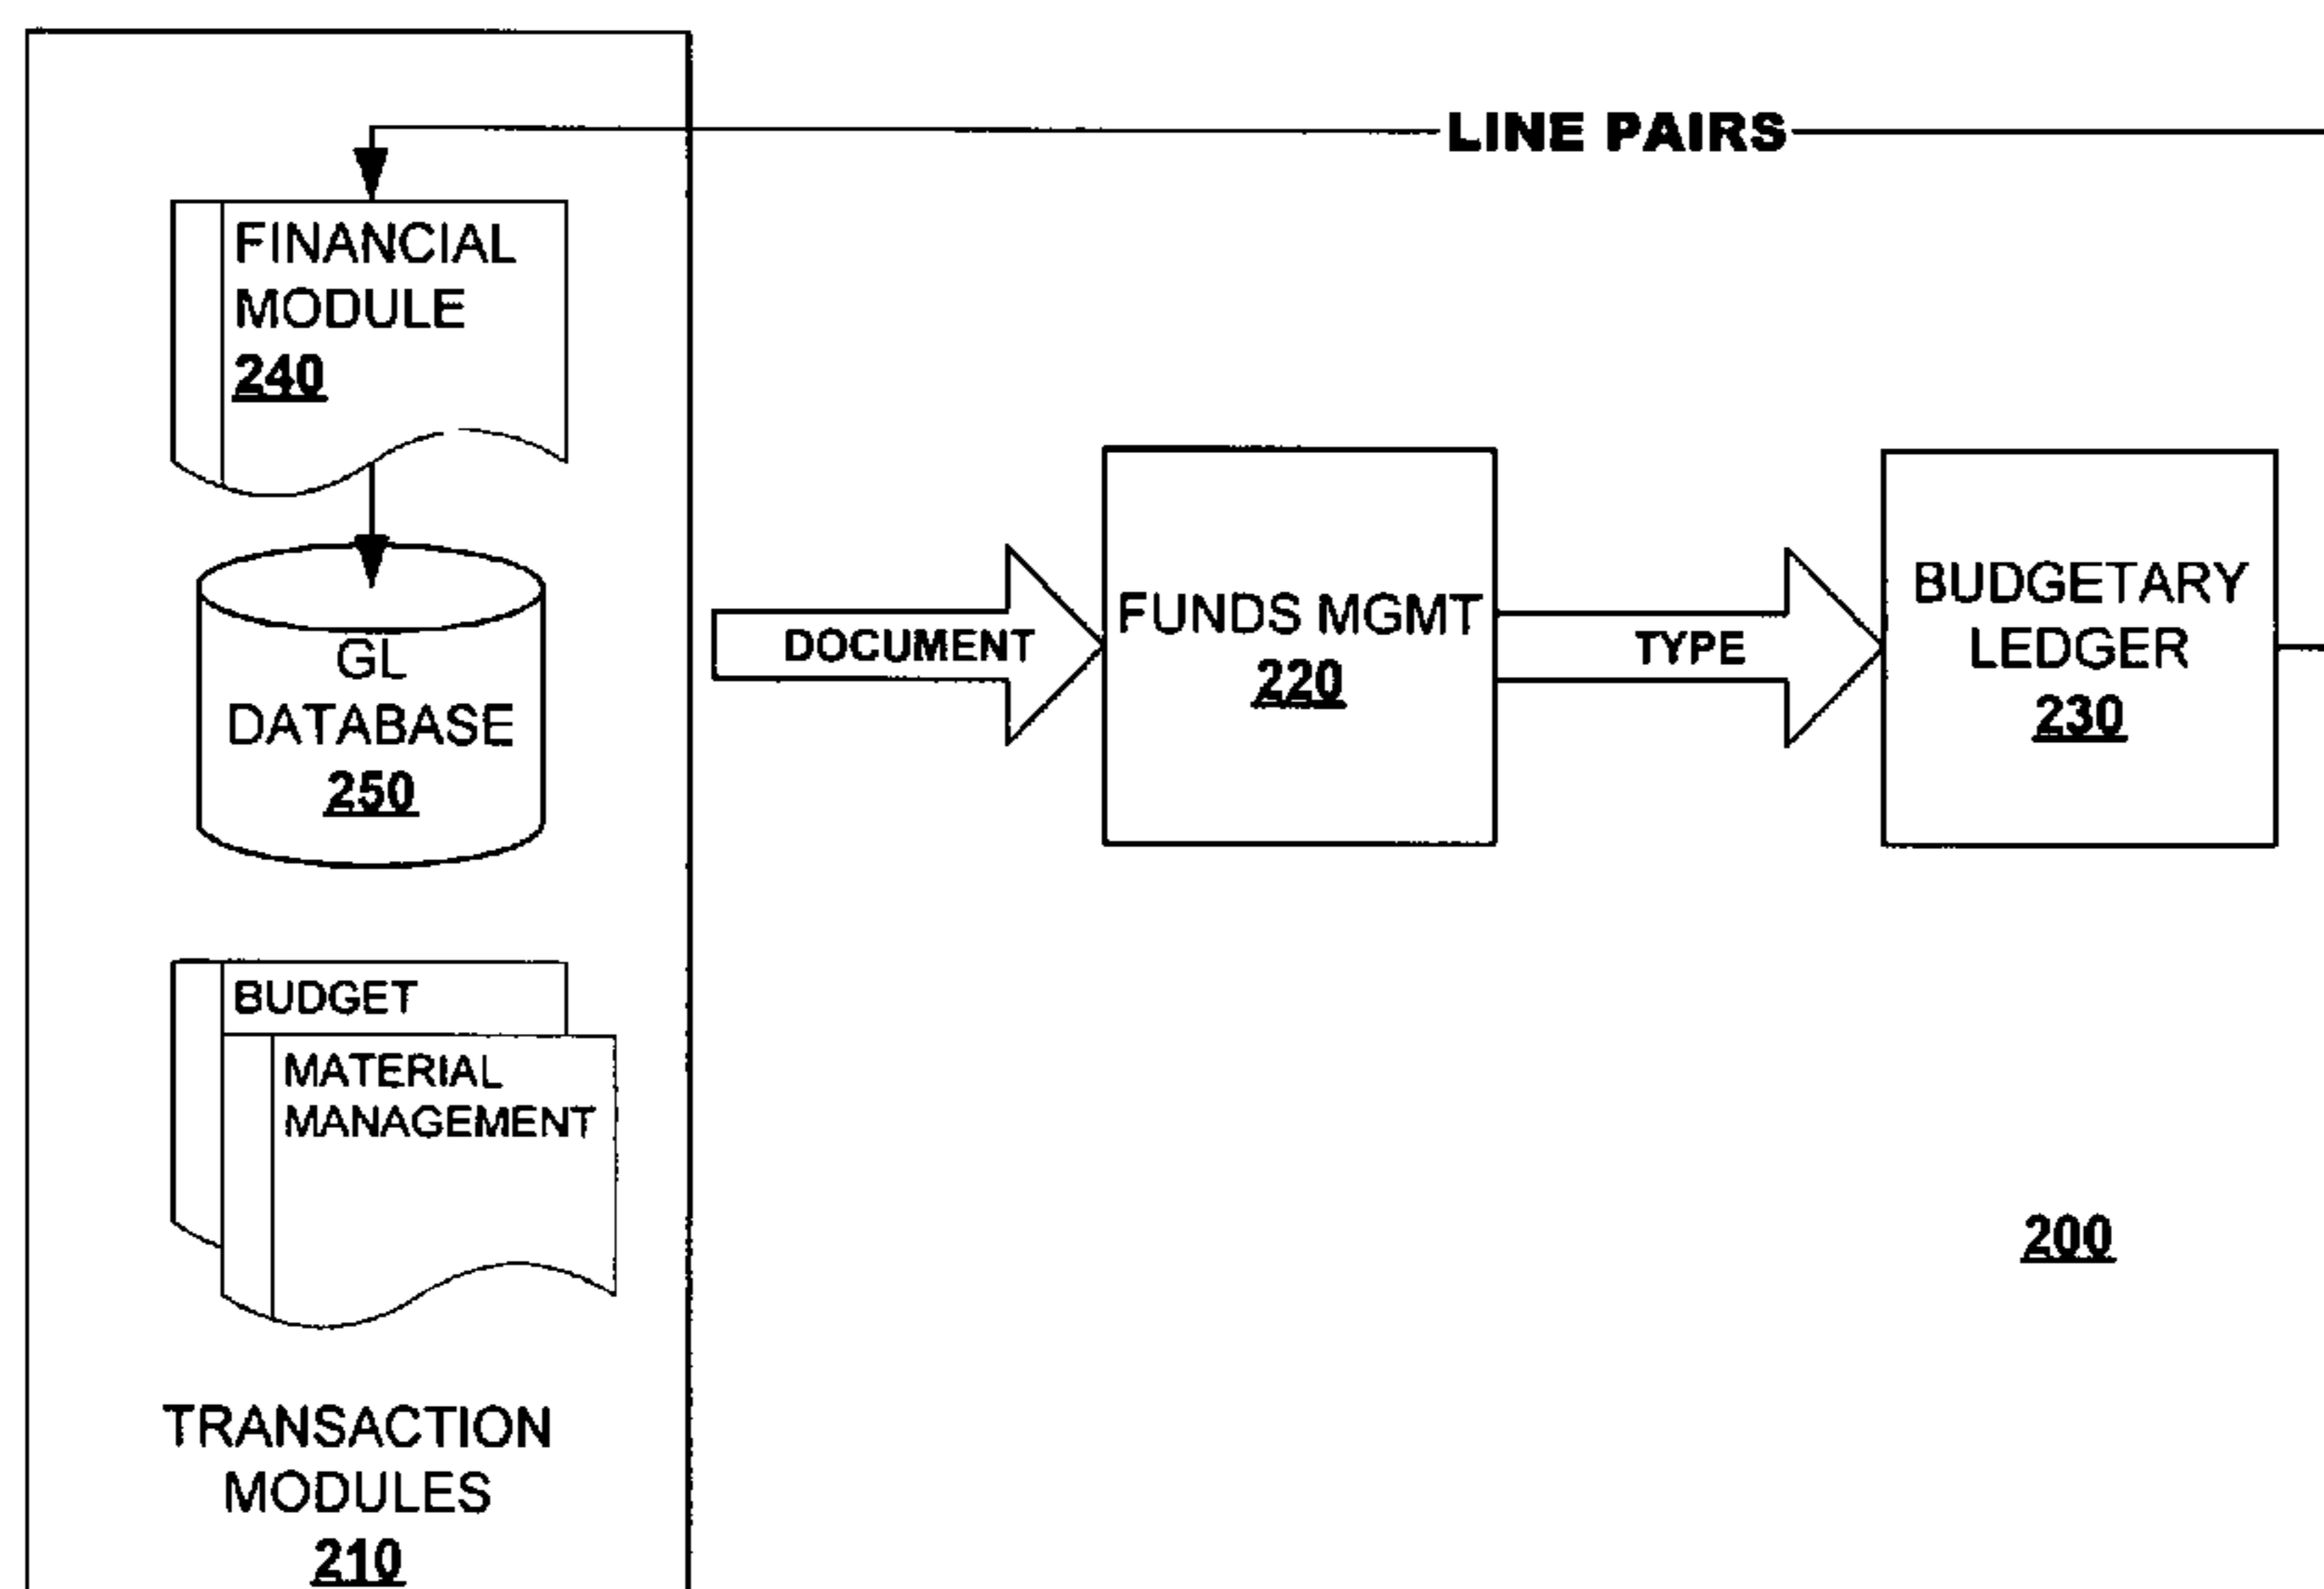 LINE PAIRS
FINANCIAL
MODULE
240
GL
DATABASE
250
DOCUMENT
FUNDS MGMT
220
TYPE
BUDGETARY
LEDGER
230
BUDGET
MATERIAL
MANAGEMENT
200
TRANSACTION
MODULES
210